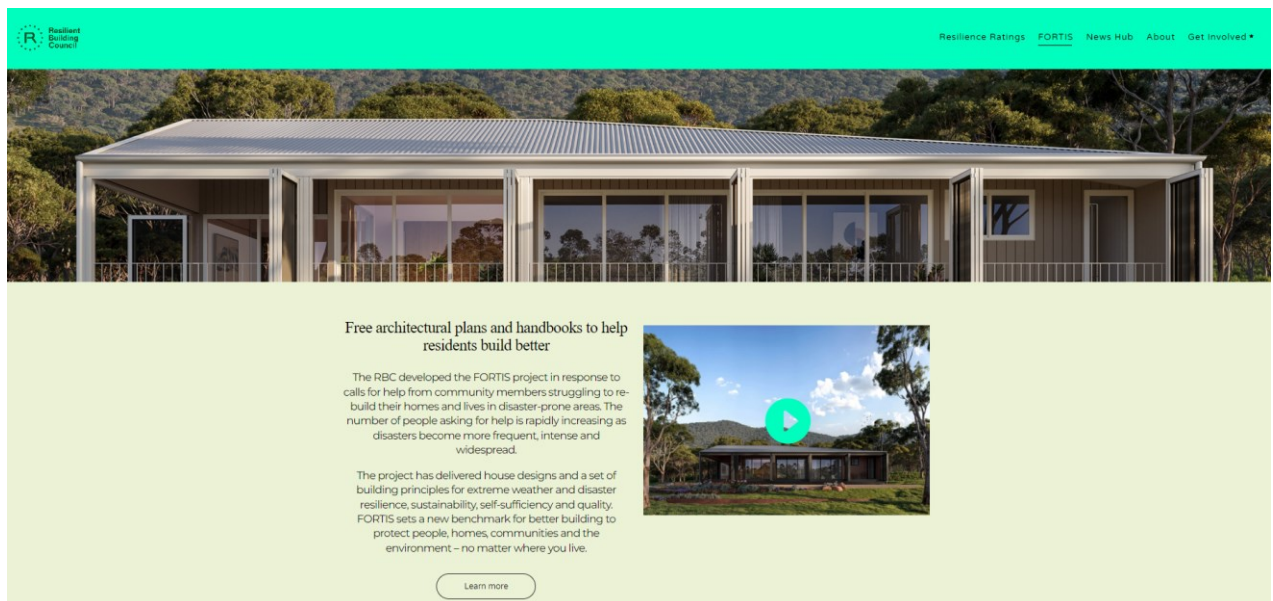 Resilient
Building
Council
R
Resilience Ratings FORTIS News Hub About Get Involved
Free architectural plans and handbooks to help
residents build better
The RBC developed the FORTIS project in response to
calls for help from community members struggling to re-
build their homes and lives in disaster-prone areas. The
number of people asking for help is rapidly increasing as
disasters become more frequent, intense and
widespread.
The project has delivered house designs and a set of
building principles for extreme weather and disaster
resilience, sustainability, self-sufficiency and quality.
FORTIS sets a new benchmark for better building to
protect people, homes, communities and the
environment – no matter where you live.
Learn more